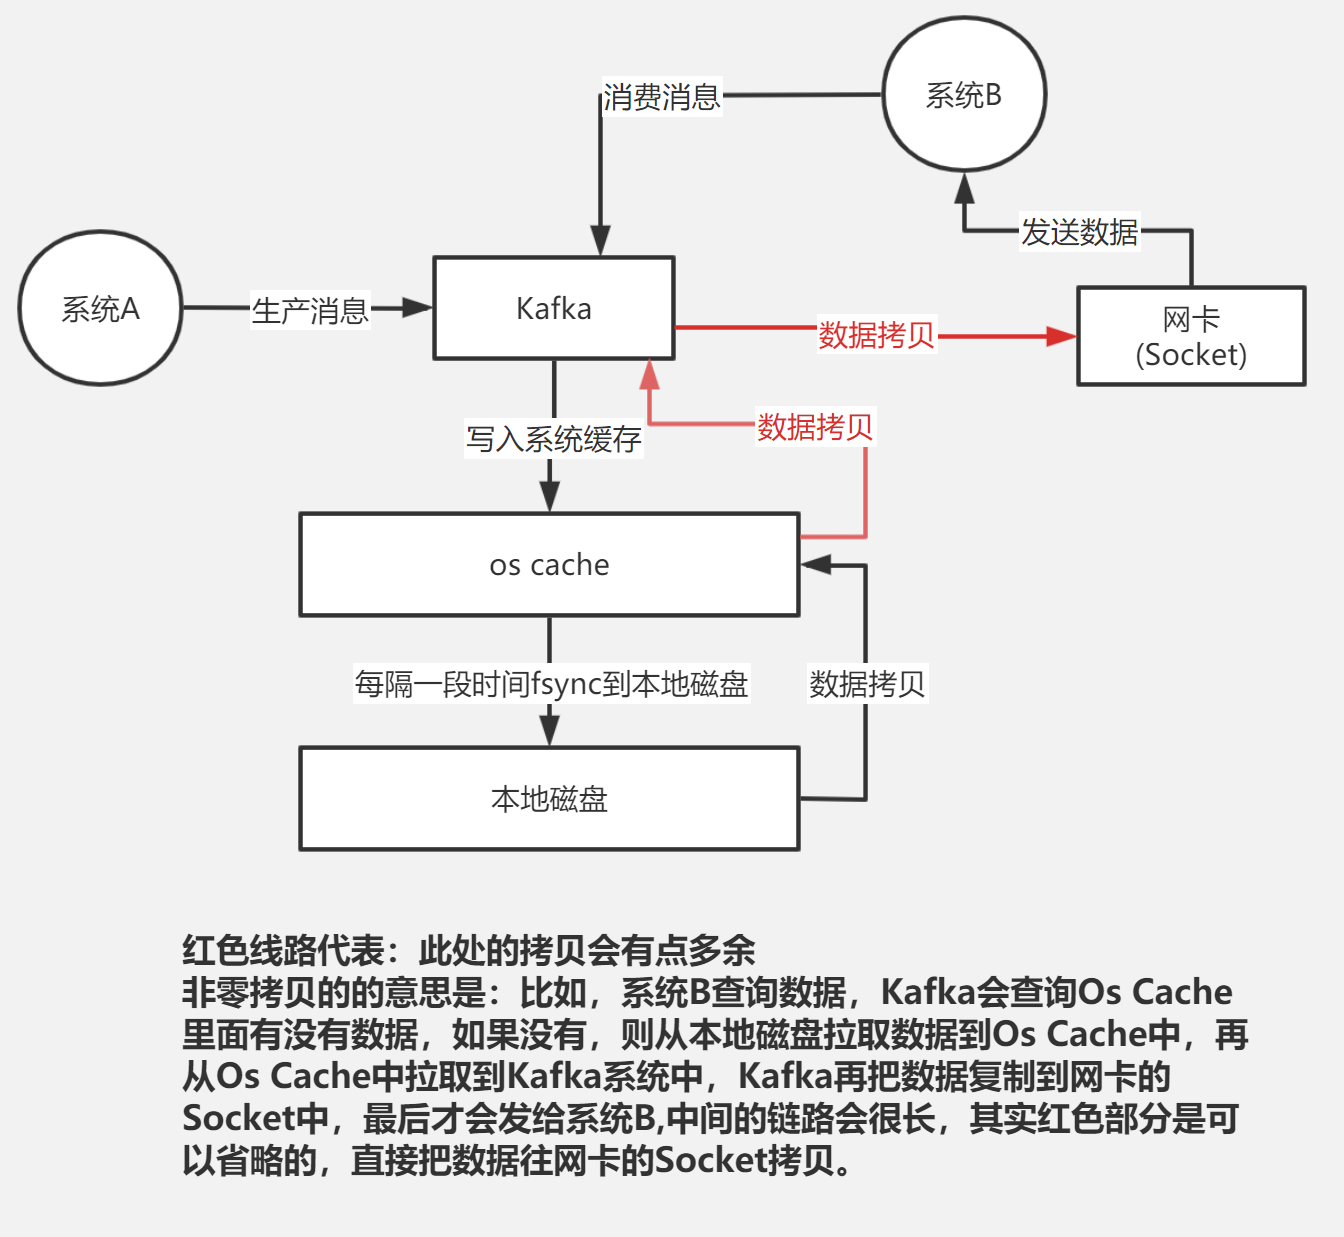 系统B
消费消息
发送数据
系统A
生产消息
Kafka
网卡
(Socket)
数据拷贝
数据拷贝
写入系统缓存
os cache
每隔一段时间fsync到本地磁盘
数据拷贝
本地磁盘
红色线路代表：此处的拷贝会有点多余
非零拷贝的的意思是：比如，系统B查询数据，Kafka会查询Os Cache
里面有没有数据，如果没有，则从本地磁盘拉取数据到Os Cache中，再
从Os Cache中拉取到Kafka系统中，Kafka再把数据复制到网卡的
Socket中，最后才会发给系统B,中间的链路会很长，其实红色部分是可
以省略的，直接把数据往网卡的Socket拷贝。